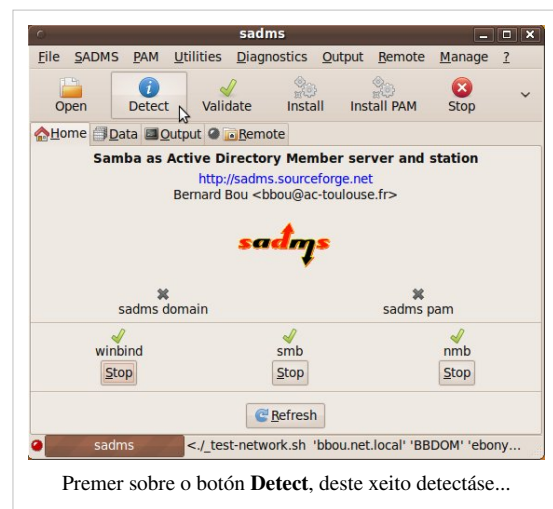 sadms
File SADMS PAM Utilities Diagnostics Output Remote Manage ?
Open Detect Validate Install Install PAM Stop
Home Data Output Remote
Samba as Active Directory Member server and station
http://sadms.sourceforge.net
Bernard Bou <bbou@ac-toulouse.fr>
sadms
sadms domain sadms pam
winbind smb nmb
Stop Stop Stop
Refresh
sadms <./_test-network.sh 'bbou.net.local' 'BBDOM' 'ebony...
Premer sobre o botón Detect, deste xeito detectáse...